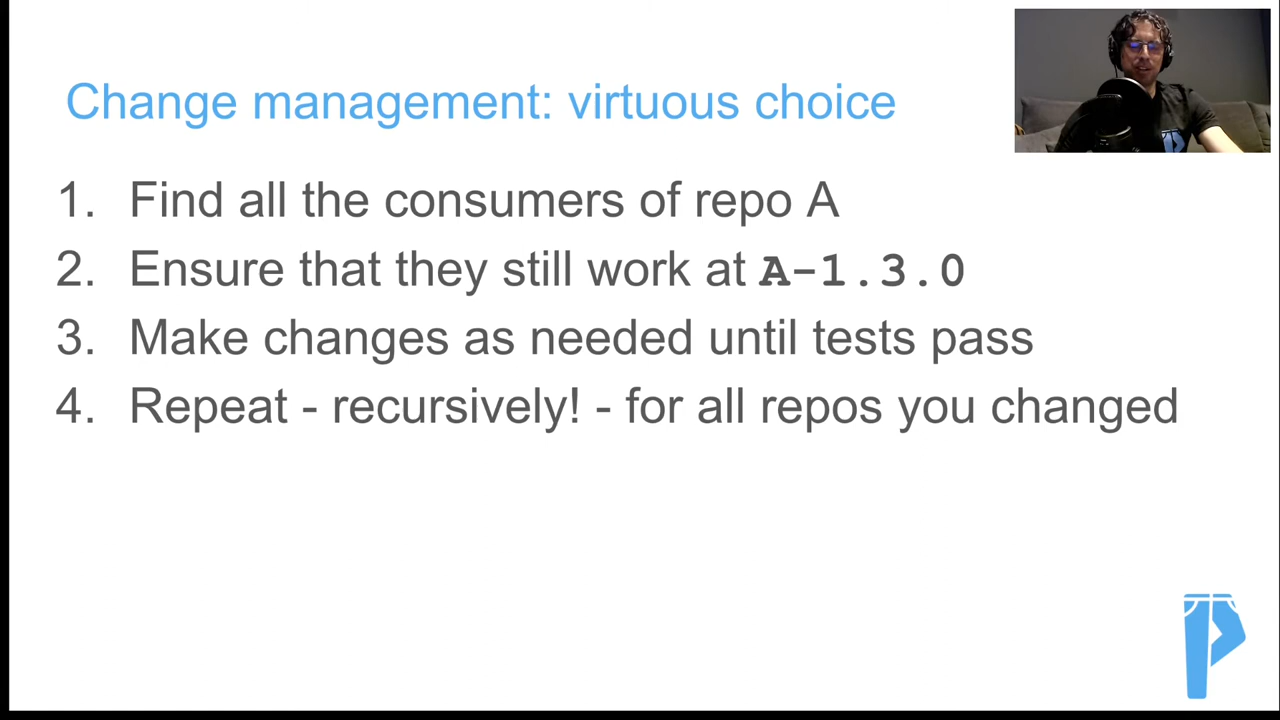 Change management: virtuous choice
1. Find all the consumers of repo A
2. Ensure that they still work at A-1.3.0
3. Make changes as needed until tests pass
4. Repeat - recursively! - for all repos you changed